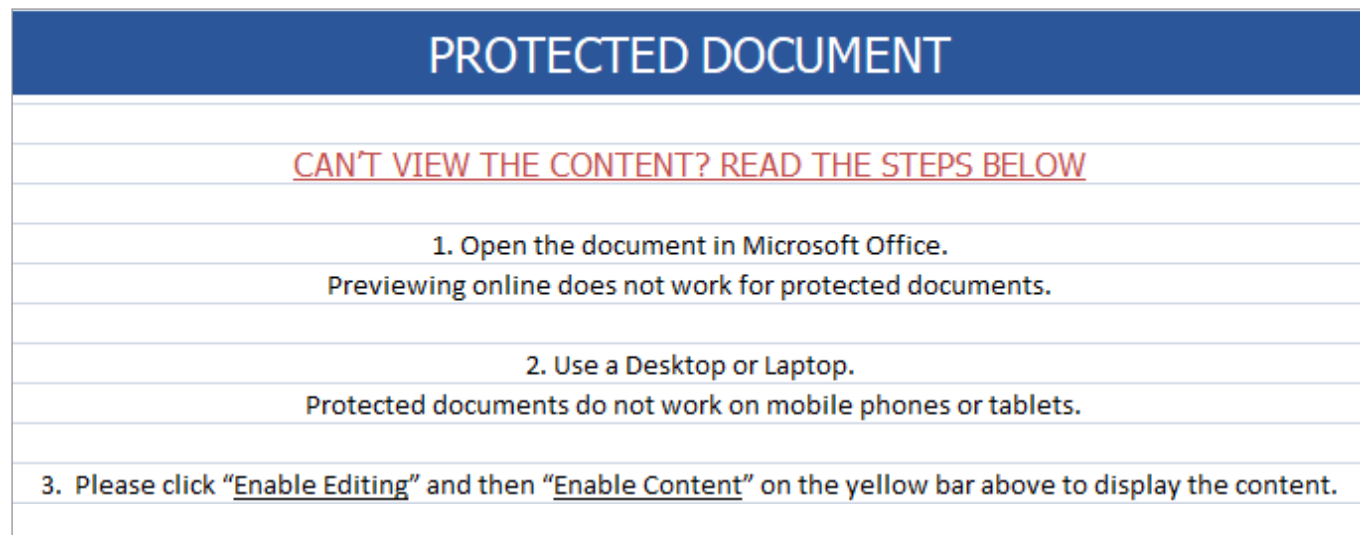 PROTECTED DOCUMENT
CAN'T VIEW THE CONTENT? READ THE STEPS BELOW
1. Open the document in Microsoft Office.
Previewing online does not work for protected documents.
2. Use a Desktop or Laptop.
Protected documents do not work on mobile phones or tablets.
3.  Please click “Enable Editing” and then “Enable Content” on the yellow bar above to display the content.